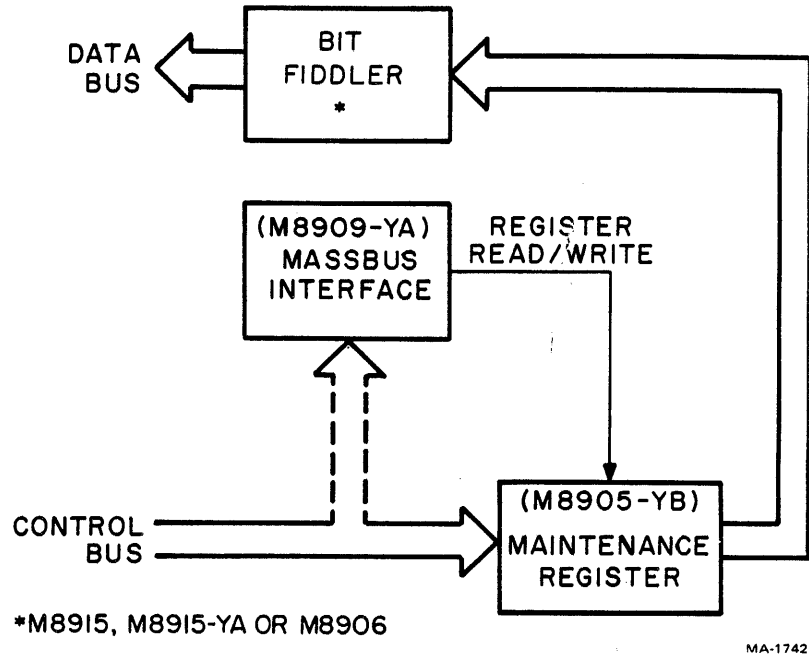 DATA
BUS
BIT
FIDDLER
*
(M8909-YA)
MASSBUS
INTERFACE
REGISTER
READ/WRITE
CONTROL
BUS
(M8905-YB)
MAINTENANCE
REGISTER
*M8915, M8915-YA OR M8906
MA-1742